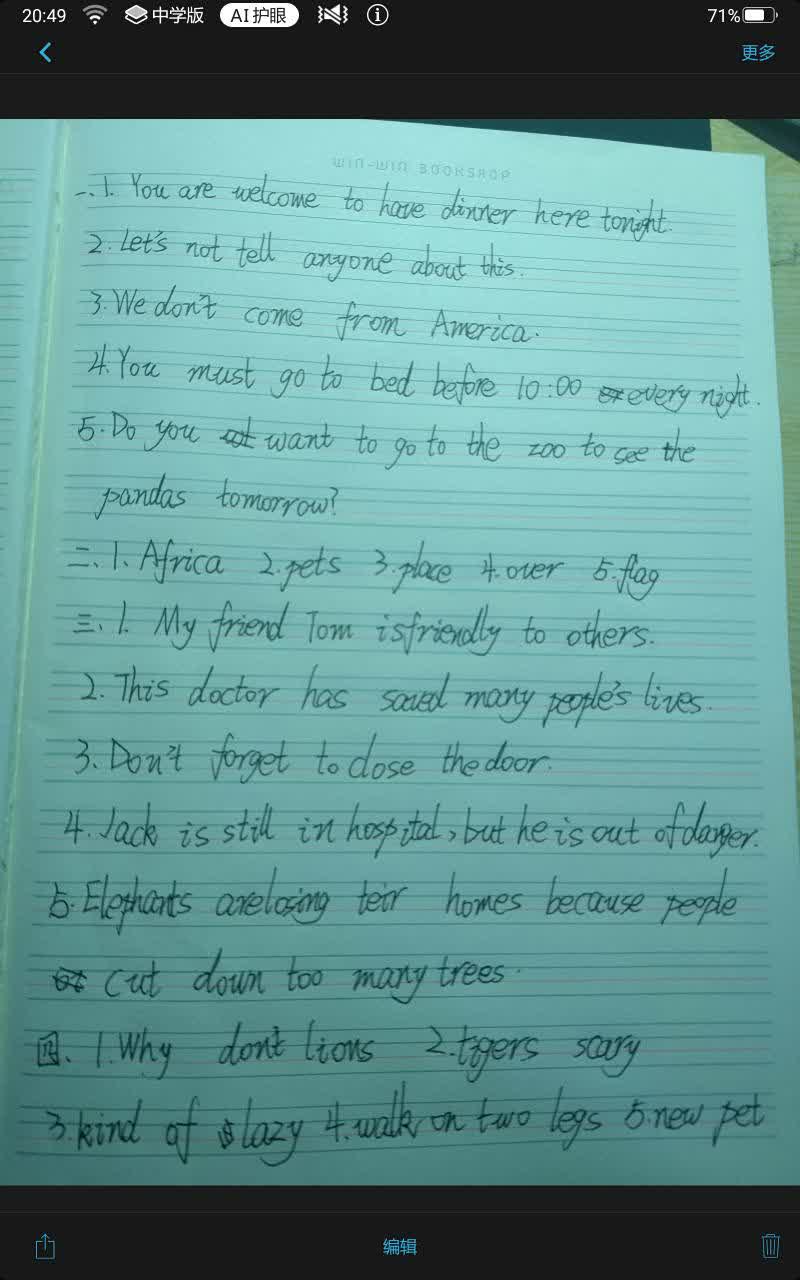 20:49 中学版 AI护眼 71%
更多
WIN-WIN BOOKSHOP
一.1. You are welcome to have dinner here tonight.
2. Let's not tell anyone about this.
3. We don't come from America.
4. You must go to bed before 10:00 every night.
5. Do you want to go to the zoo to see the
pandas tomorrow?
二、1. Africa 2. pets 3. place 4. over 5. flag
三、1. My friend Tom is friendly to others.
2. This doctor has saved many people's lives.
3. Don't forget to close the door.
4. Jack is still in hospital, but he is out of danger.
5. Elephants are losing teir homes because people
cut down too many trees.
四、1. Why don't lions 2. tigers scary
3. kind of lazy 4. walk on two legs 5. new pet
编辑